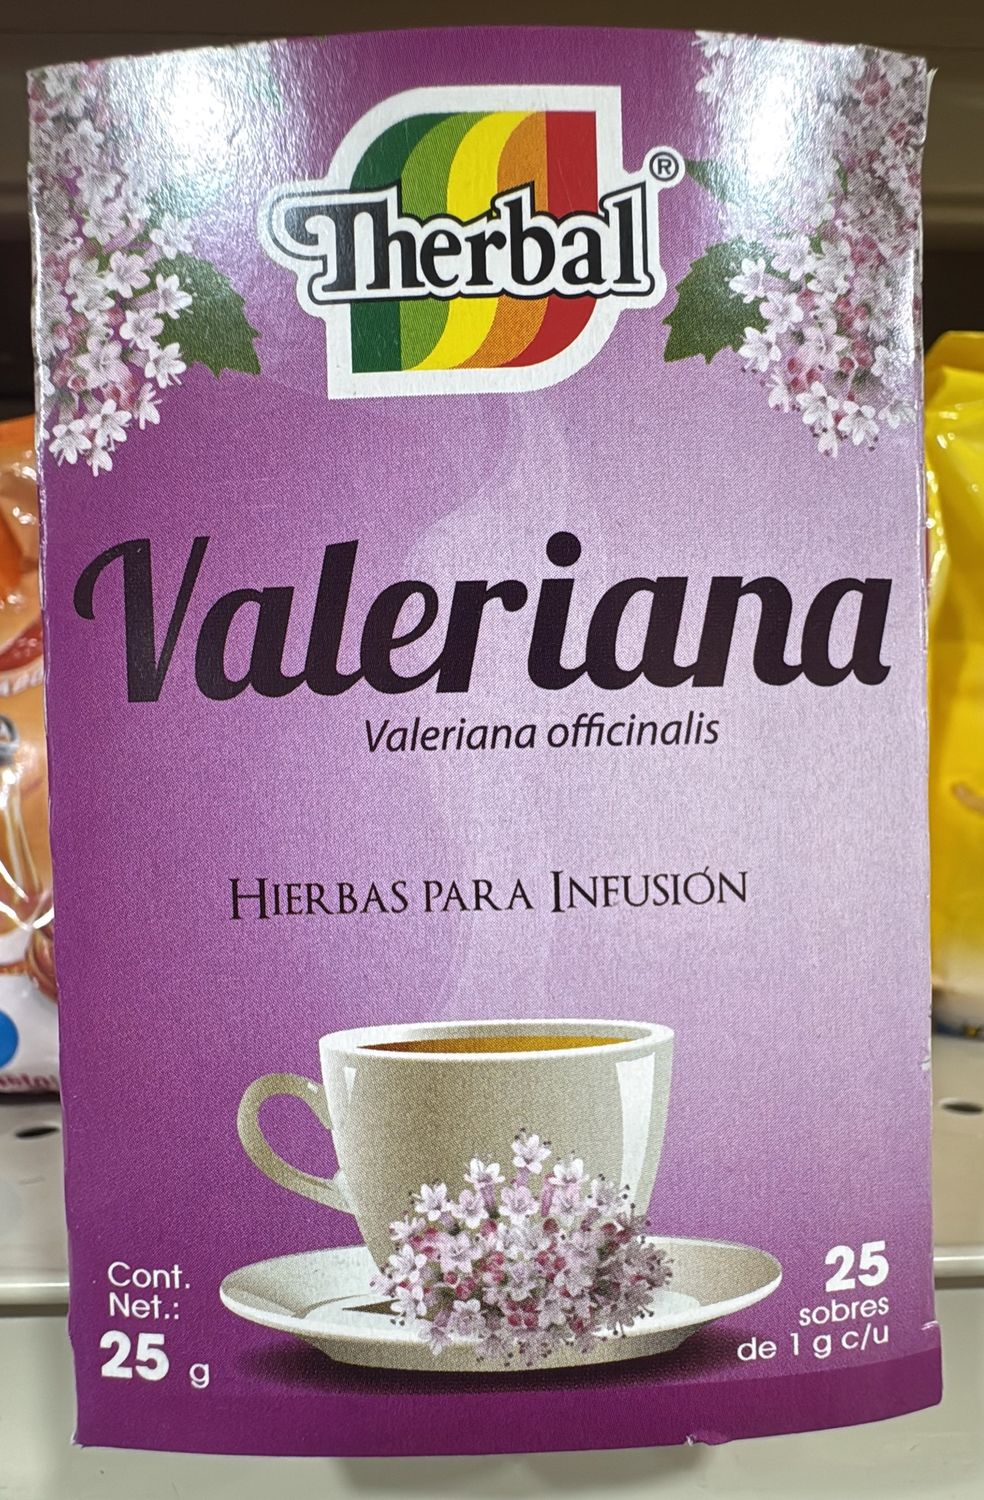 Therbal®
Valeriana
Valeriana officinalis
HIERBAS PARA INFUSIÓN
Cont.
Net.:
25 g
25
sobres
de 1 g c/u